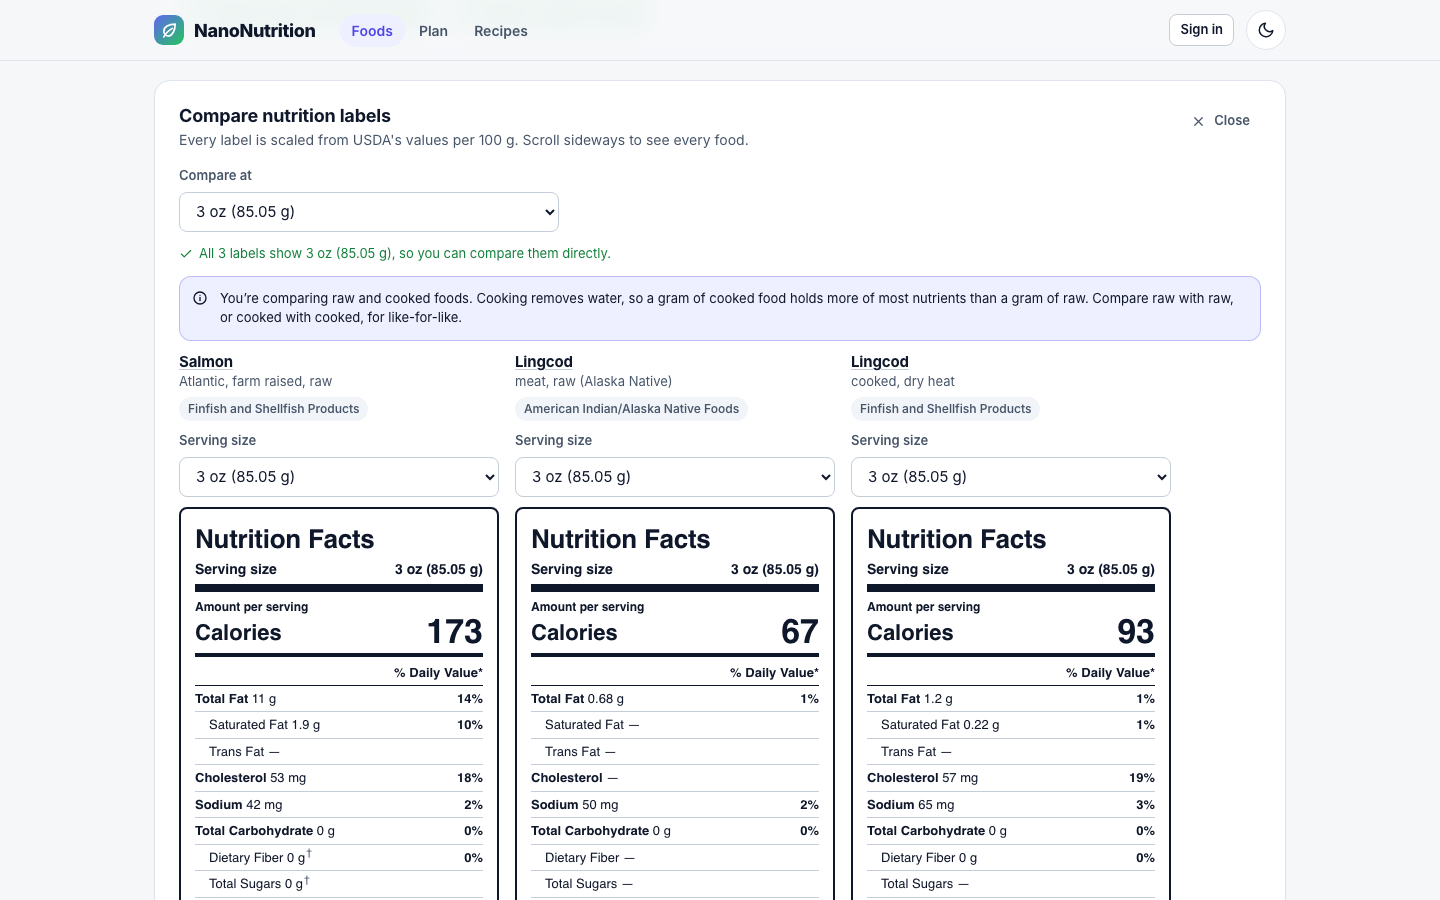 NanoNutrition
Foods
Plan
Recipes
Sign in
Compare nutrition labels
Close
Every label is scaled from USDA's values per 100 g. Scroll sideways to see every food.
Compare at
3 oz (85.05 g)
All 3 labels show 3 oz (85.05 g), so you can compare them directly.
You’re comparing raw and cooked foods. Cooking removes water, so a gram of cooked food holds more of most nutrients than a gram of raw. Compare raw with raw,
or cooked with cooked, for like-for-like.
Salmon
Atlantic, farm raised, raw
Finfish and Shellfish Products
Serving size
3 oz (85.05 g)
Nutrition Facts
Serving size 3 oz (85.05 g)
Amount per serving
Calories 173
% Daily Value*
Total Fat 11 g 14%
Saturated Fat 1.9 g 10%
Trans Fat —
Cholesterol 53 mg 18%
Sodium 42 mg 2%
Total Carbohydrate 0 g 0%
Dietary Fiber 0 g† 0%
Total Sugars 0 g†
Lingcod
meat, raw (Alaska Native)
American Indian/Alaska Native Foods
Serving size
3 oz (85.05 g)
Nutrition Facts
Serving size 3 oz (85.05 g)
Amount per serving
Calories 67
% Daily Value*
Total Fat 0.68 g 1%
Saturated Fat —
Trans Fat —
Cholesterol —
Sodium 50 mg 2%
Total Carbohydrate 0 g 0%
Dietary Fiber —
Total Sugars —
Lingcod
cooked, dry heat
Finfish and Shellfish Products
Serving size
3 oz (85.05 g)
Nutrition Facts
Serving size 3 oz (85.05 g)
Amount per serving
Calories 93
% Daily Value*
Total Fat 1.2 g 1%
Saturated Fat 0.22 g 1%
Trans Fat —
Cholesterol 57 mg 19%
Sodium 65 mg 3%
Total Carbohydrate 0 g 0%
Dietary Fiber 0 g 0%
Total Sugars —